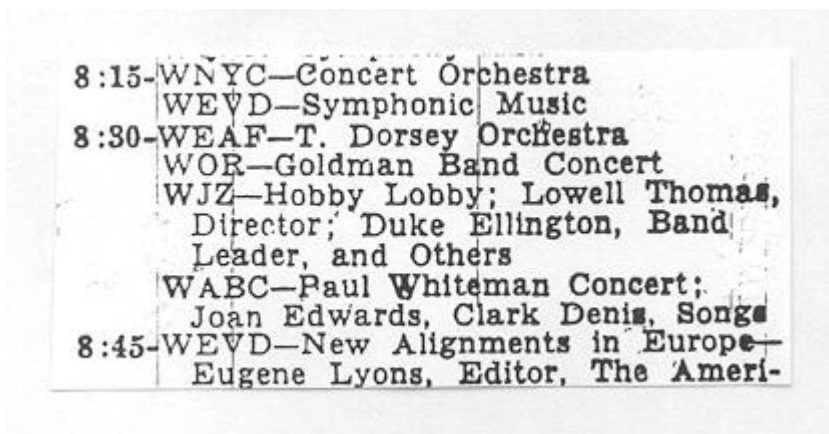 8:15-WNYC—Concert Orchestra
WEVD—Symphonic Music
8:30-WEAF—T. Dorsey Orchestra
WOR—Goldman Band Concert
WJZ—Hobby Lobby; Lowell Thomas,
Director; Duke Ellington, Band
Leader, and Others
WABC—Paul Whiteman Concert;
Joan Edwards, Clark Denis, Songs
8:45-WEVD—New Alignments in Europe—
Eugene Lyons, Editor, The Ameri-